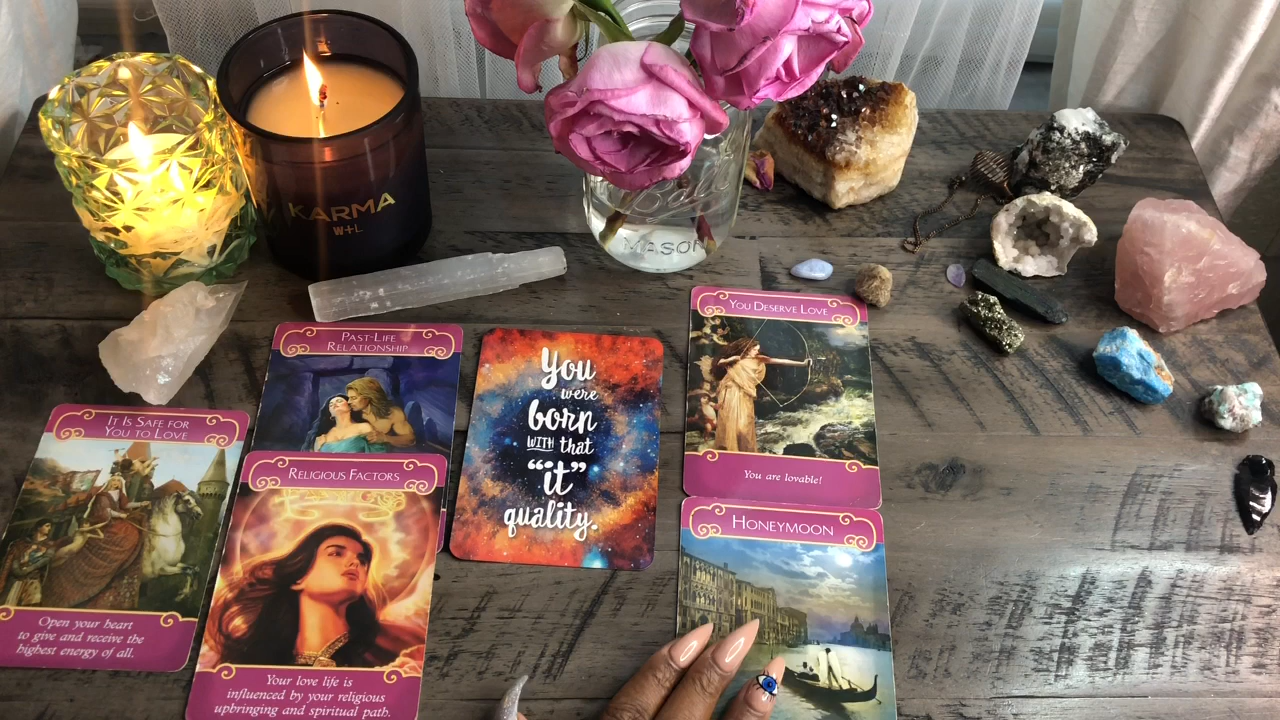 KARMA
W+L
MASON
PAST-LIFE
RELATIONSHIP
YOU DESERVE LOVE
You are lovable!
You
were
born
WITH that
“it”
quality.
IT IS SAFE FOR
YOU TO LOVE
Open your heart
to give and receive the
highest energy of all.
RELIGIOUS FACTORS
Your love life is
influenced by your religious
upbringing and spiritual path.
HONEYMOON